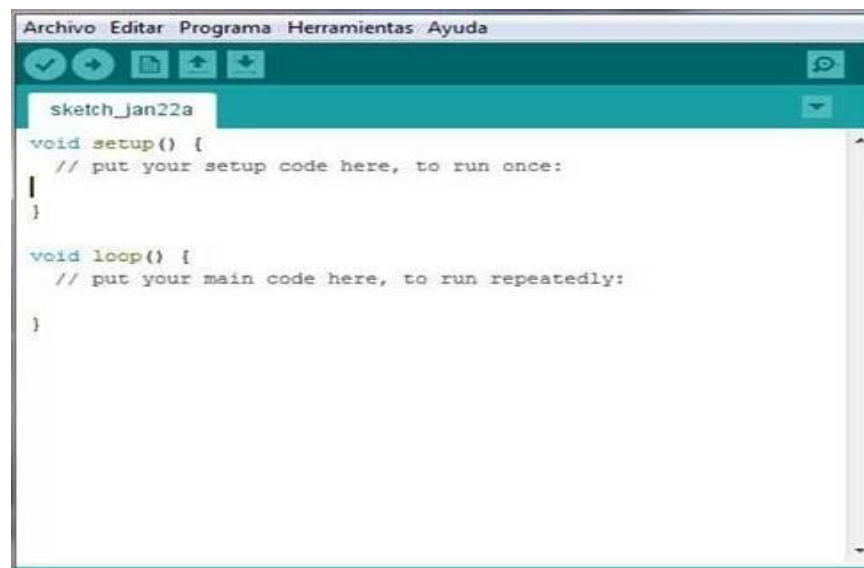 Archivo Editar Programa Herramientas Ayuda
sketch_jan22a
void setup() {
  // put your setup code here, to run once:

}

void loop() {
  // put your main code here, to run repeatedly:

}